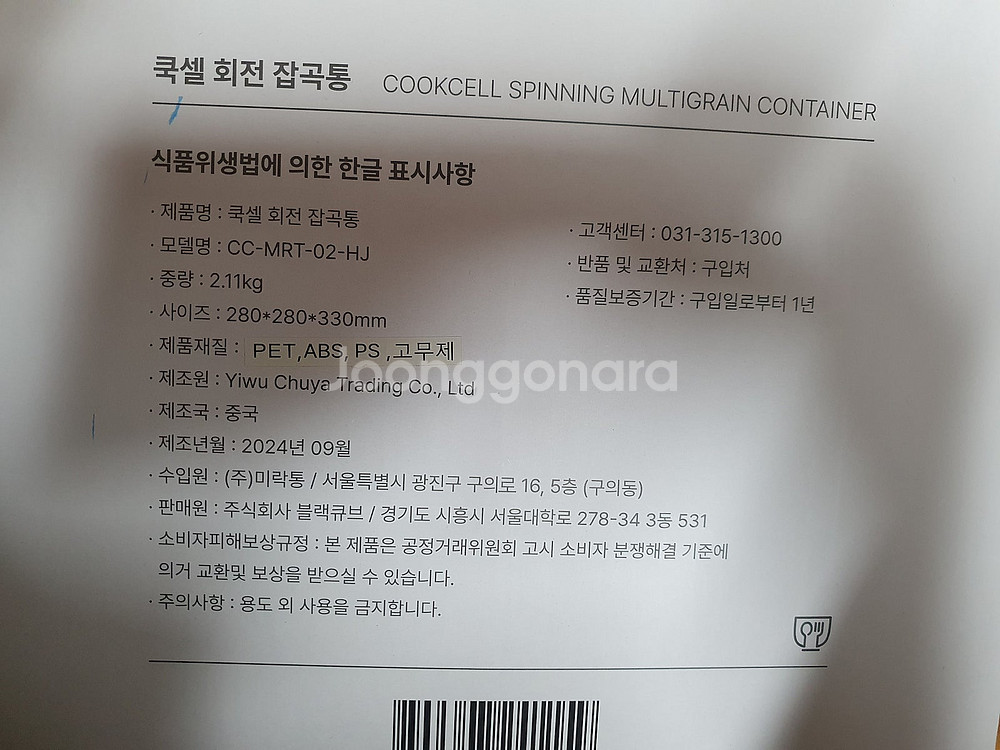 쿡셀 회전 잡곡통 COOKCELL SPINNING MULTIGRAIN CONTAINER
식품위생법에 의한 한글 표시사항
· 제품명 : 쿡셀 회전 잡곡통
· 모델명 : CC-MRT-02-HJ
· 중량 : 2.11kg
· 사이즈 : 280*280*330mm
· 제품재질 : PET,ABS, PS ,고무제
· 제조원 : Yiwu Chuya Trading Co., Ltd
· 제조국 : 중국
· 제조년월 : 2024년 09월
· 수입원 : (주)미락통 / 서울특별시 광진구 구의로 16, 5층 (구의동)
· 판매원 : 주식회사 블랙큐브 / 경기도 시흥시 서울대학로 278-34 3동 531
· 소비자피해보상규정 : 본 제품은 공정거래위원회 고시 소비자 분쟁해결 기준에
의거 교환및 보상을 받으실 수 있습니다.
· 주의사항 : 용도 외 사용을 금지합니다.
· 고객센터 : 031-315-1300
· 반품 및 교환처 : 구입처
· 품질보증기간 : 구입일로부터 1년
Joonggonara